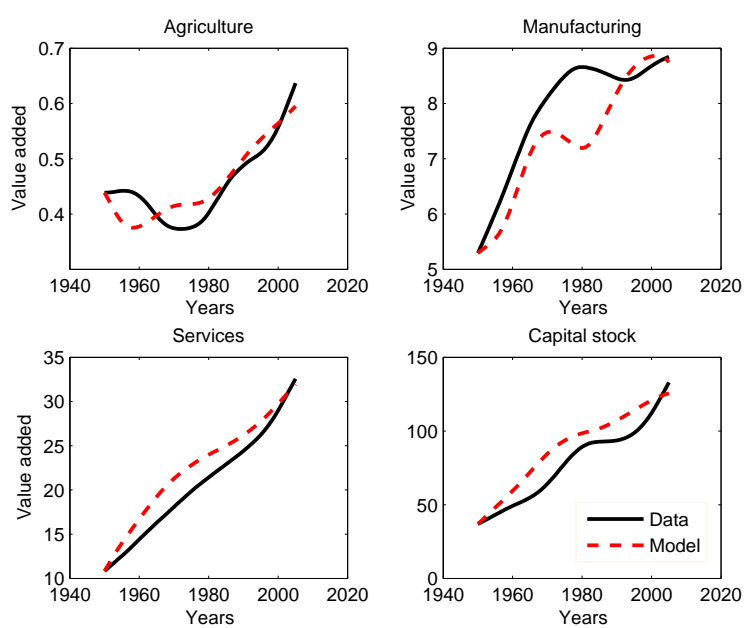 Agriculture
0.7
0.6
0.5
0.4
Value added
1940 1960 1980 2000 2020
Years
Manufacturing
9
8
7
6
5
Value added
1940 1960 1980 2000 2020
Years
Services
35
30
25
20
15
10
Value added
1940 1960 1980 2000 2020
Years
Capital stock
150
100
50
0
Value added
1940 1960 1980 2000 2020
Years
Data
Model